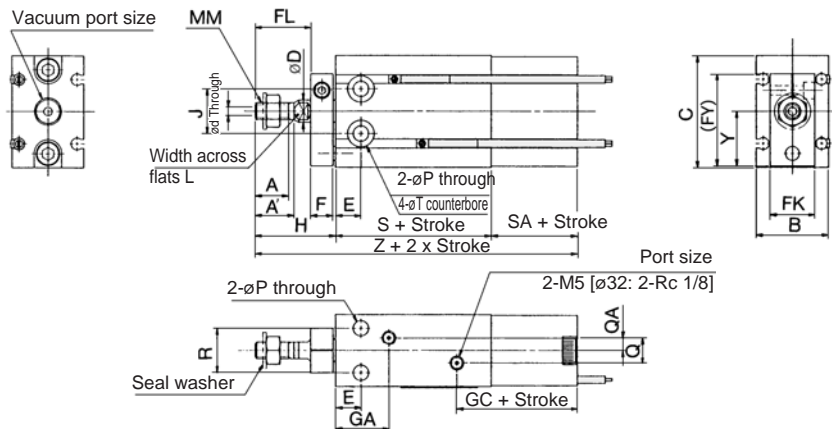 Vacuum port size
MM
FL
øD
J
ød Through
Width across
flats L
A
A'
H
F
E
2-øP through
4-øT counterbore
S + Stroke
SA + Stroke
Z + 2 x Stroke
C
(FY)
Y
FK
B
Port size
2-M5 [ø32: 2-Rc 1/8]
2-øP through
R
Seal washer
E
GA
QA
Q
GC + Stroke